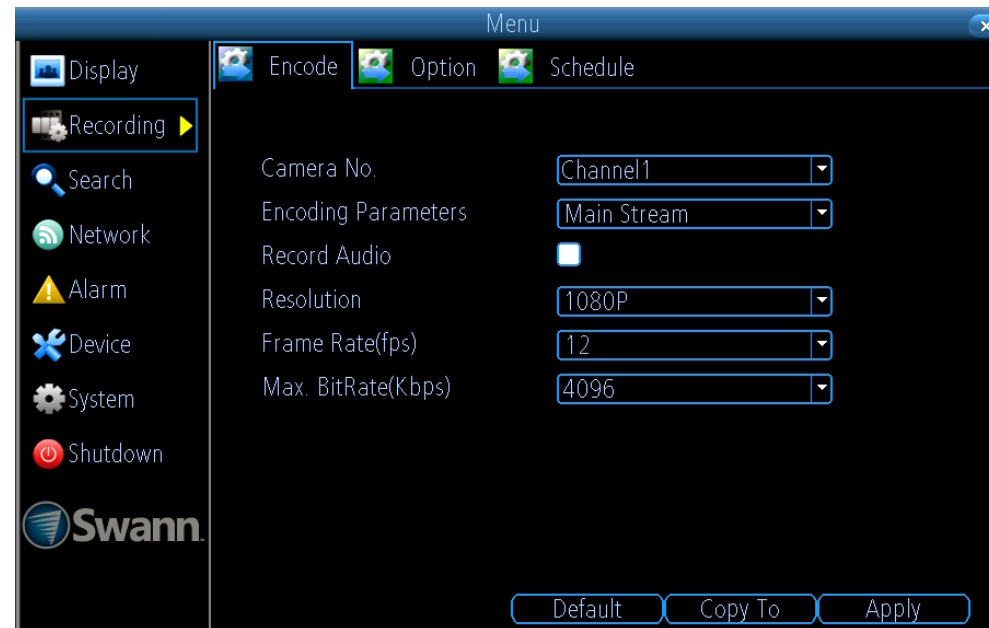 Menu
Display
Recording
Search
Network
Alarm
Device
System
Shutdown
Swann.
Encode Option Schedule
Camera No. Channel1
Encoding Parameters Main Stream
Record Audio
Resolution 1080P
Frame Rate(fps) 12
Max. BitRate(Kbps) 4096
Default Copy To Apply